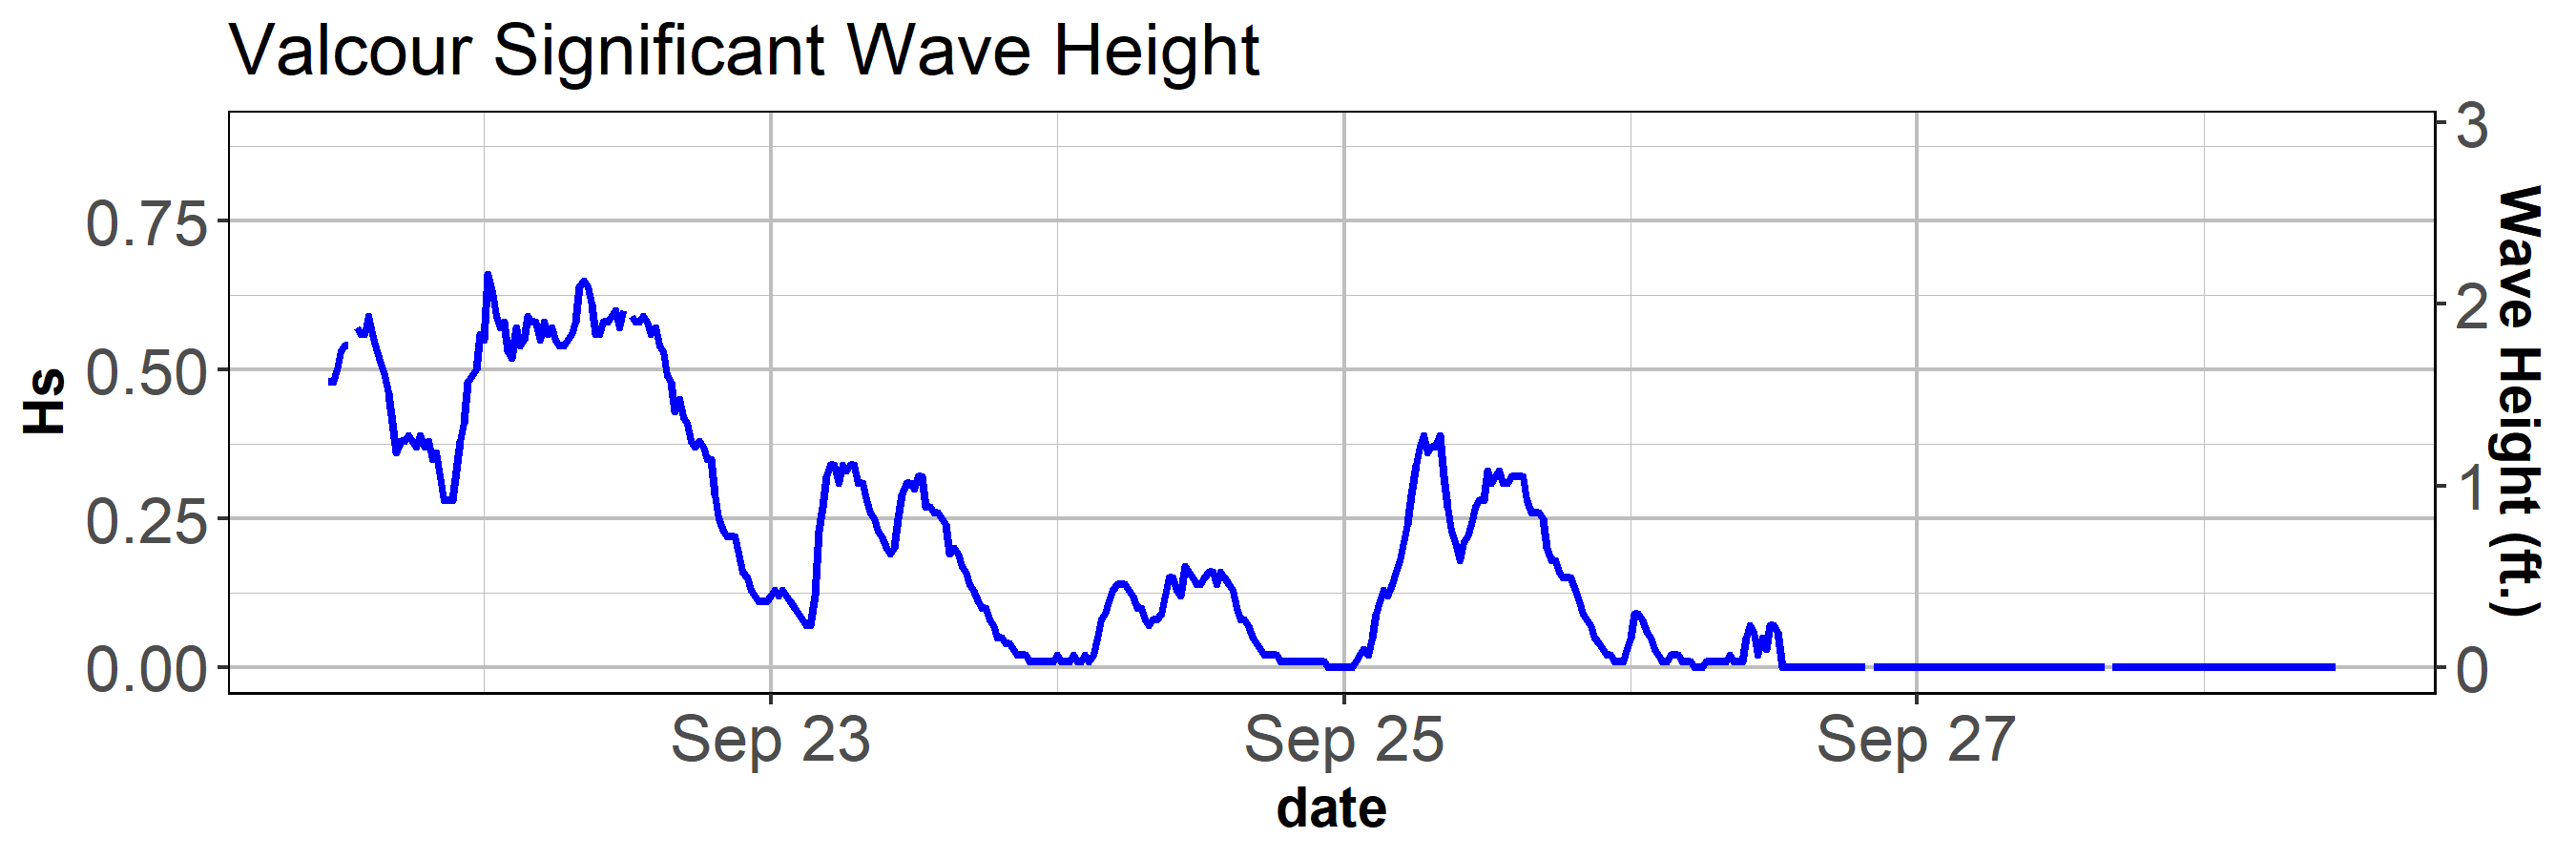 Valcour Significant Wave Height
Hs
0.75
0.50
0.25
0.00
3
2
1
0
Wave Height (ft.)
Sep 23
Sep 25
Sep 27
date